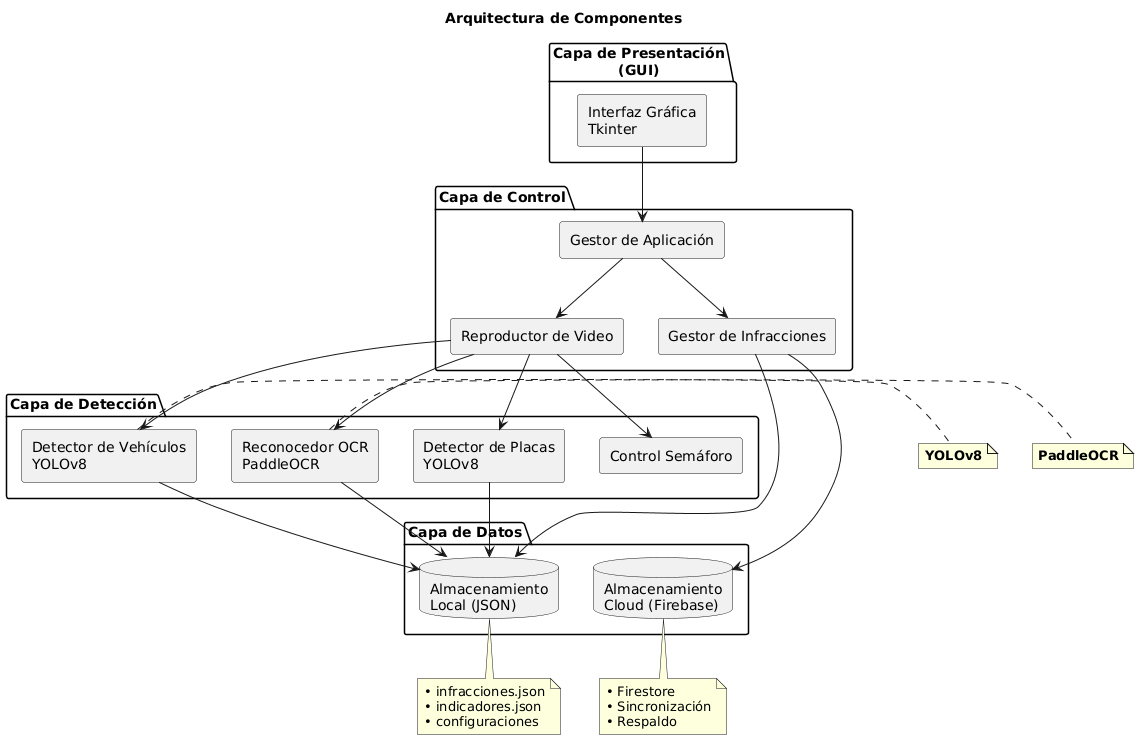 Arquitectura de Componentes
Capa de Presentación
(GUI)
Interfaz Gráfica
Tkinter
Capa de Control
Gestor de Aplicación
Reproductor de Video
Gestor de Infracciones
Capa de Detección
Detector de Vehículos
YOLOv8
Reconocedor OCR
PaddleOCR
Detector de Placas
YOLOv8
Control Semáforo
YOLOv8
PaddleOCR
Capa de Datos
Almacenamiento
Local (JSON)
Almacenamiento
Cloud (Firebase)
• infracciones.json
• indicadores.json
• configuraciones
• Firestore
• Sincronización
• Respaldo